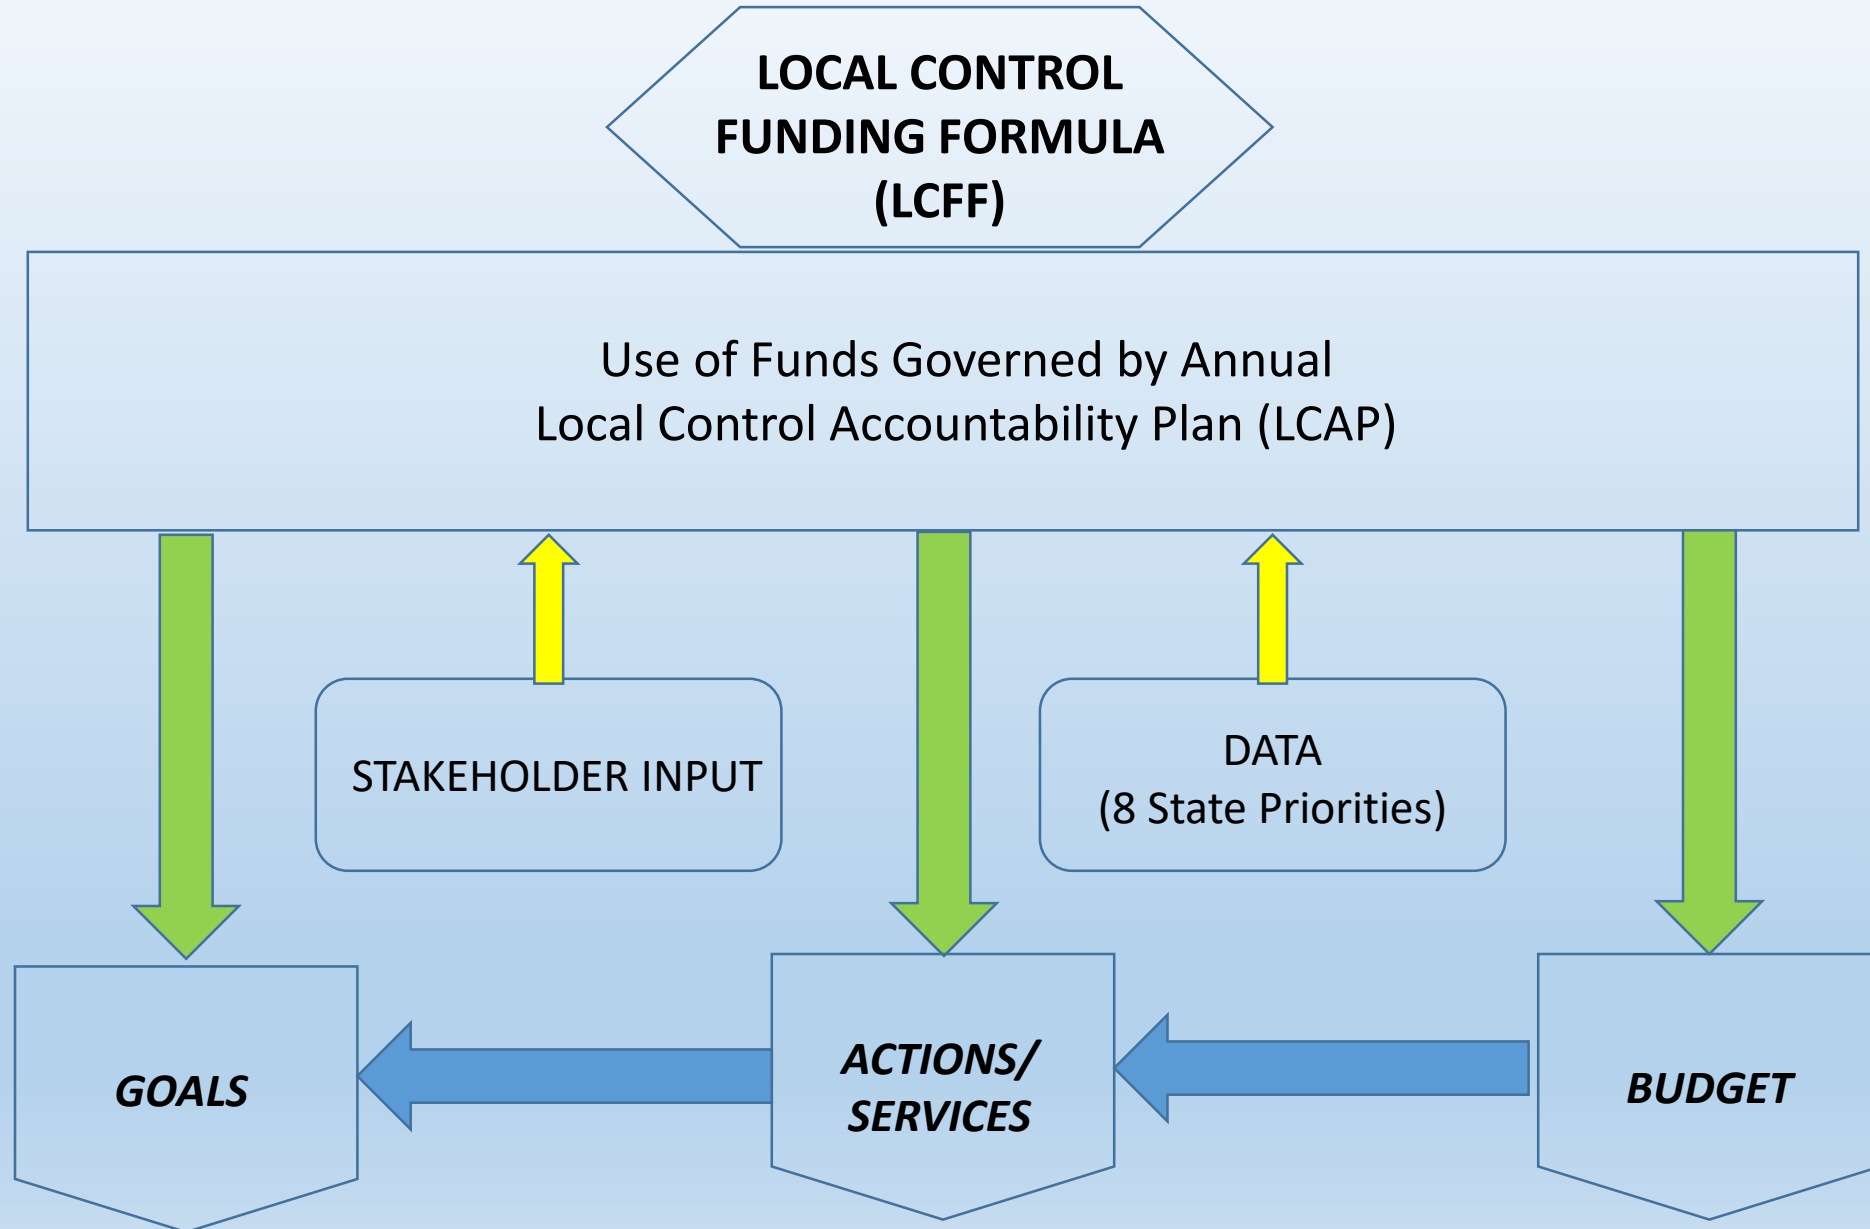 LOCAL CONTROL
FUNDING FORMULA
(LCFF)
Use of Funds Governed by Annual
Local Control Accountability Plan (LCAP)
STAKEHOLDER INPUT
DATA
(8 State Priorities)
GOALS
ACTIONS/
SERVICES
BUDGET